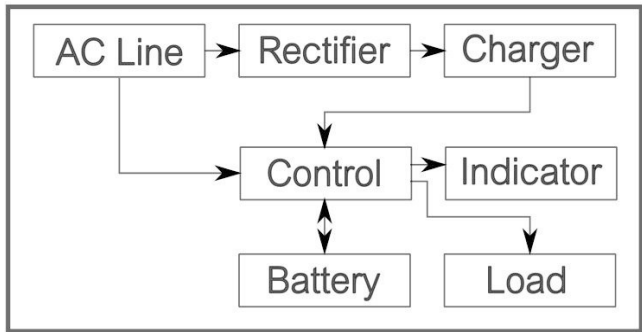 AC Line
Rectifier
Charger
Control
Indicator
Battery
Load